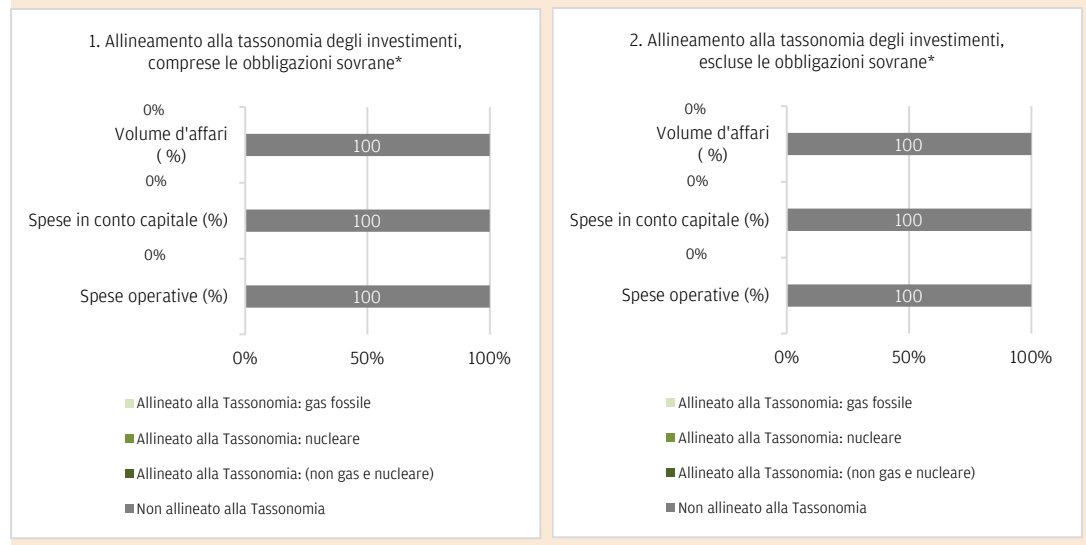 1. Allineamento alla tassonomia degli investimenti,
comprese le obbligazioni sovrane*
0%
Volume d'affari
( %)
100
0%
Spese in conto capitale (%)
100
0%
Spese operative (%)
100
0%
50%
100%
Allineato alla Tassonomia: gas fossile
Allineato alla Tassonomia: nucleare
Allineato alla Tassonomia: (non gas e nucleare)
Non allineato alla Tassonomia
2. Allineamento alla tassonomia degli investimenti,
escluse le obbligazioni sovrane*
0%
Volume d'affari
( %)
100
0%
Spese in conto capitale (%)
100
0%
Spese operative (%)
100
0%
50%
100%
Allineato alla Tassonomia: gas fossile
Allineato alla Tassonomia: nucleare
Allineato alla Tassonomia: (non gas e nucleare)
Non allineato alla Tassonomia